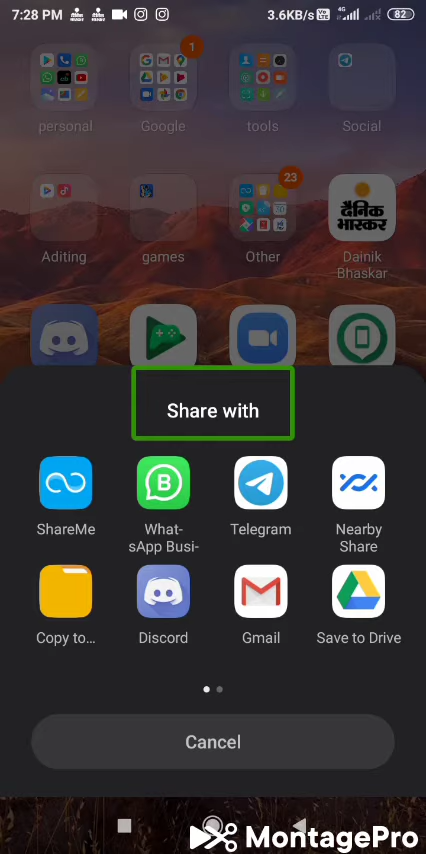 7:28 PM 3.6KB/s 4G 82
1
personal Google tools Social
23
दैनिक
भास्कर
Aditing games Other Dainik
Bhaskar
Share with
B
ShareMe What-
sApp Busi- Telegram Nearby
Share
Copy to... Discord Gmail Save to Drive
Cancel
MontagePro